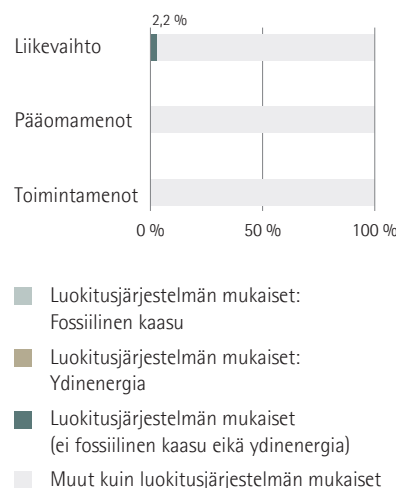 2,2 %
Liikevaihto
Pääomamenot
Toimintamenot
0 %
50 %
100 %
Luokitusjärjestelmän mukaiset:
Fossiilinen kaasu
Luokitusjärjestelmän mukaiset:
Ydinenergia
Luokitusjärjestelmän mukaiset
(ei fossiilinen kaasu eikä ydinenergia)
Muut kuin luokitusjärjestelmän mukaiset